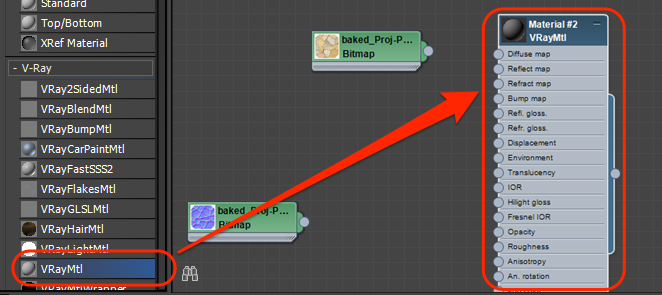 Standard
Top/Bottom
XRef Material
- V-Ray
VRay2SidedMtl
VRayBlendMtl
VRayBumpMtl
VRayCarPaintMtl
VRayFastSSS2
VRayFlakesMtl
VRayGLSLMtl
VRayHairMtl
VRayLightMtl
VRayMtl
VRayMtlWrapper
baked_Proj-P...
Bitmap
baked_Proj-P...
Bitmap
Material #2
VRayMtl
Diffuse map
Reflect map
Refract map
Bump map
Refl. gloss.
Refr. gloss.
Displacement
Environment
Translucency
IOR
Hilight gloss
Fresnel IOR
Opacity
Roughness
Anisotropy
An. rotation